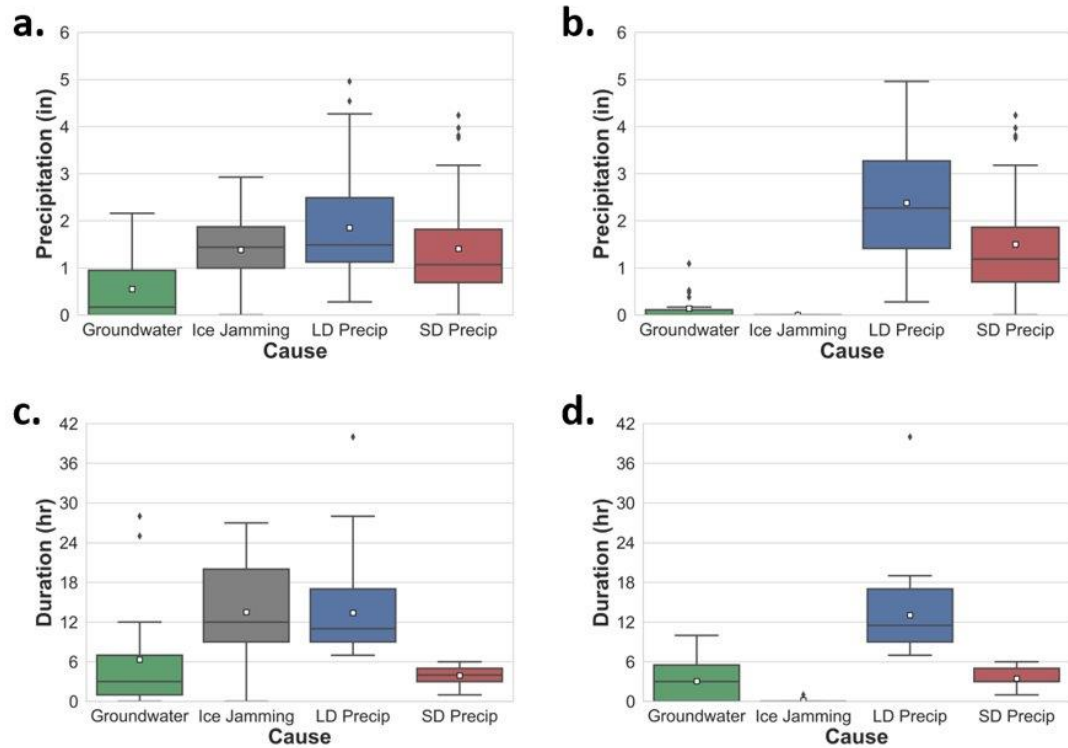 a.
6
5
4
3
2
1
0
Precipitation (in)
Groundwater Ice Jamming LD Precip SD Precip
Cause
b.
6
5
4
3
2
1
0
Precipitation (in)
Groundwater Ice Jamming LD Precip SD Precip
Cause
c.
42
36
30
24
18
12
6
0
Duration (hr)
Groundwater Ice Jamming LD Precip SD Precip
Cause
d.
42
36
30
24
18
12
6
0
Duration (hr)
Groundwater Ice Jamming LD Precip SD Precip
Cause